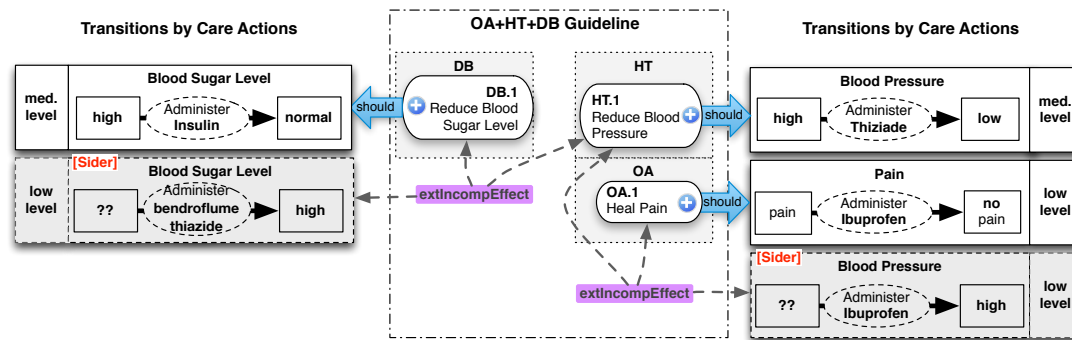 Transitions by Care Actions
OA+HT+DB Guideline
Transitions by Care Actions
med.
level
Blood Sugar Level
high
Administer
Insulin
normal
should
DB
DB.1
Reduce Blood
Sugar Level
HT
HT.1
Reduce Blood
Pressure
should
Blood Pressure
high
Administer
Thiziade
low
med.
level
[Sider]
low
level
Blood Sugar Level
??
Administer
bendroflume
thiazide
high
extIncompEffect
OA
OA.1
Heal Pain
should
Pain
pain
Administer
Ibuprofen
no
pain
low
level
extIncompEffect
[Sider]
Blood Pressure
??
Administer
Ibuprofen
high
low
level